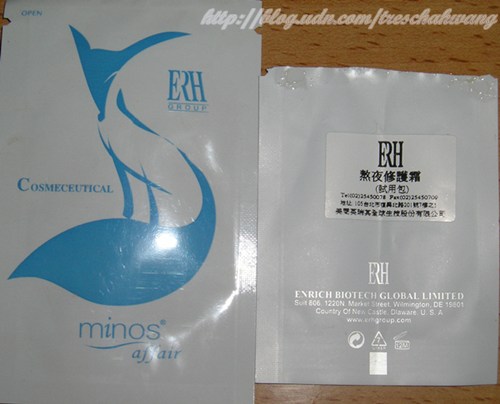 http://blog.udn.com/treschakwang
OPEN
ERH
GROUP
COSMECEUTICAL
minos®
affair
ERH
熬夜修護霜
(試用包)
ERH
ENRICH BIOTECH GLOBAL LIMITED
Suit 606, 1220N. Market Street, Wilmington, DE 19801
Country Of New Castle, Diaware, U. S. A
www.erhgroup.com